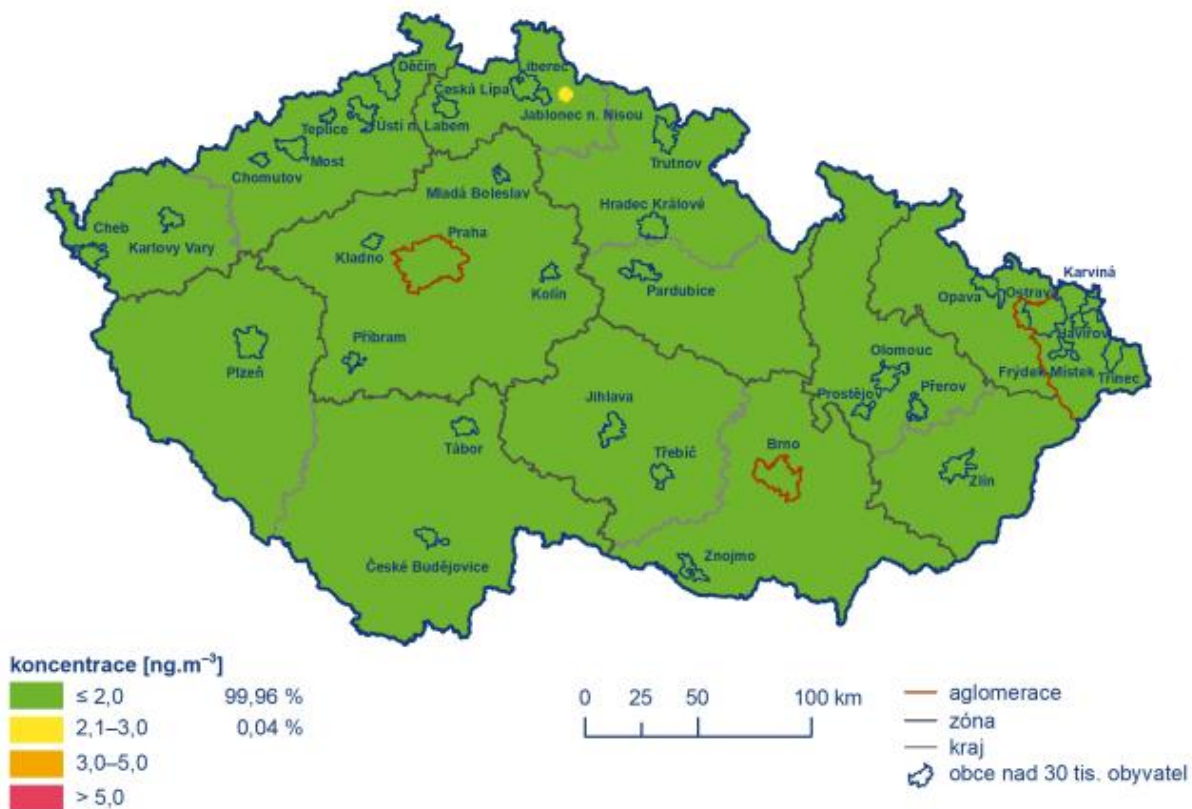 Děčín
Liberec
Česká Lípa
Jablonec n. Nisou
Teplice
Ústí n. Labem
Most
Chomutov
Trutnov
Mladá Boleslav
Hradec Králové
Cheb
Karlovy Vary
Praha
Kladno
Kolín
Pardubice
Karviná
Opava
Ostrava
Havířov
Příbram
Plzeň
Olomouc
Frýdek-Místek
Třinec
Prostějov
Přerov
Jihlava
Brno
Tábor
Třebíč
Zlín
Znojmo
České Budějovice
koncentrace [ng.m⁻³]
≤ 2,0 99,96 %
2,1–3,0 0,04 %
3,0–5,0
> 5,0
0 25 50 100 km
aglomerace
zóna
kraj
obce nad 30 tis. obyvatel